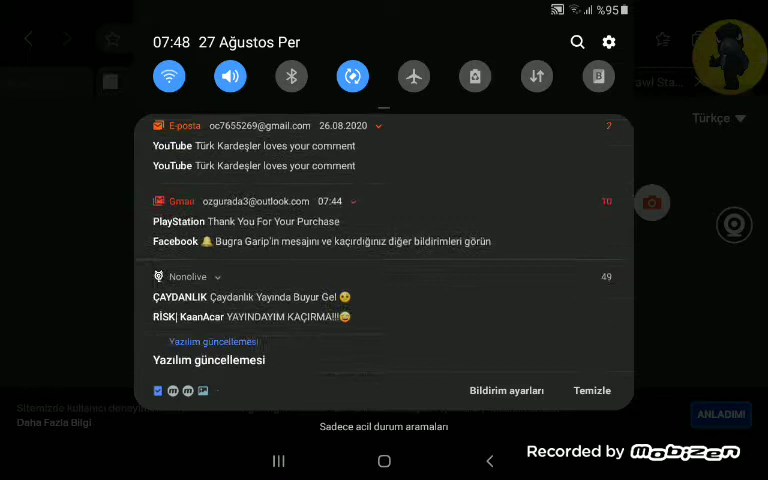 %95
07:48 27 Ağustos Per
awl Sta...
Türkçe
E-posta oc7655269@gmail.com 26.08.2020 2
YouTube Türk Kardeşler loves your comment
YouTube Türk Kardeşler loves your comment
Gmail ozgurada3@outlook.com 07:44 10
PlayStation Thank You For Your Purchase
Facebook 🔔 Bugra Garip'in mesajını ve kaçırdığınız diğer bildirimleri görün
Nonolive 49
ÇAYDANLIK Çaydanlık Yayında Buyur Gel
RİSK| KaanAcar YAYINDAYIM KAÇIRMA!!!😅
Yazılım güncellemesi
Yazılım güncellemesi
Bildirim ayarları Temizle
Sitemizde kullanıcı deneyim
Daha Fazla Bilgi
ANLADIM!
Sadece acil durum aramaları
Recorded by mobizen